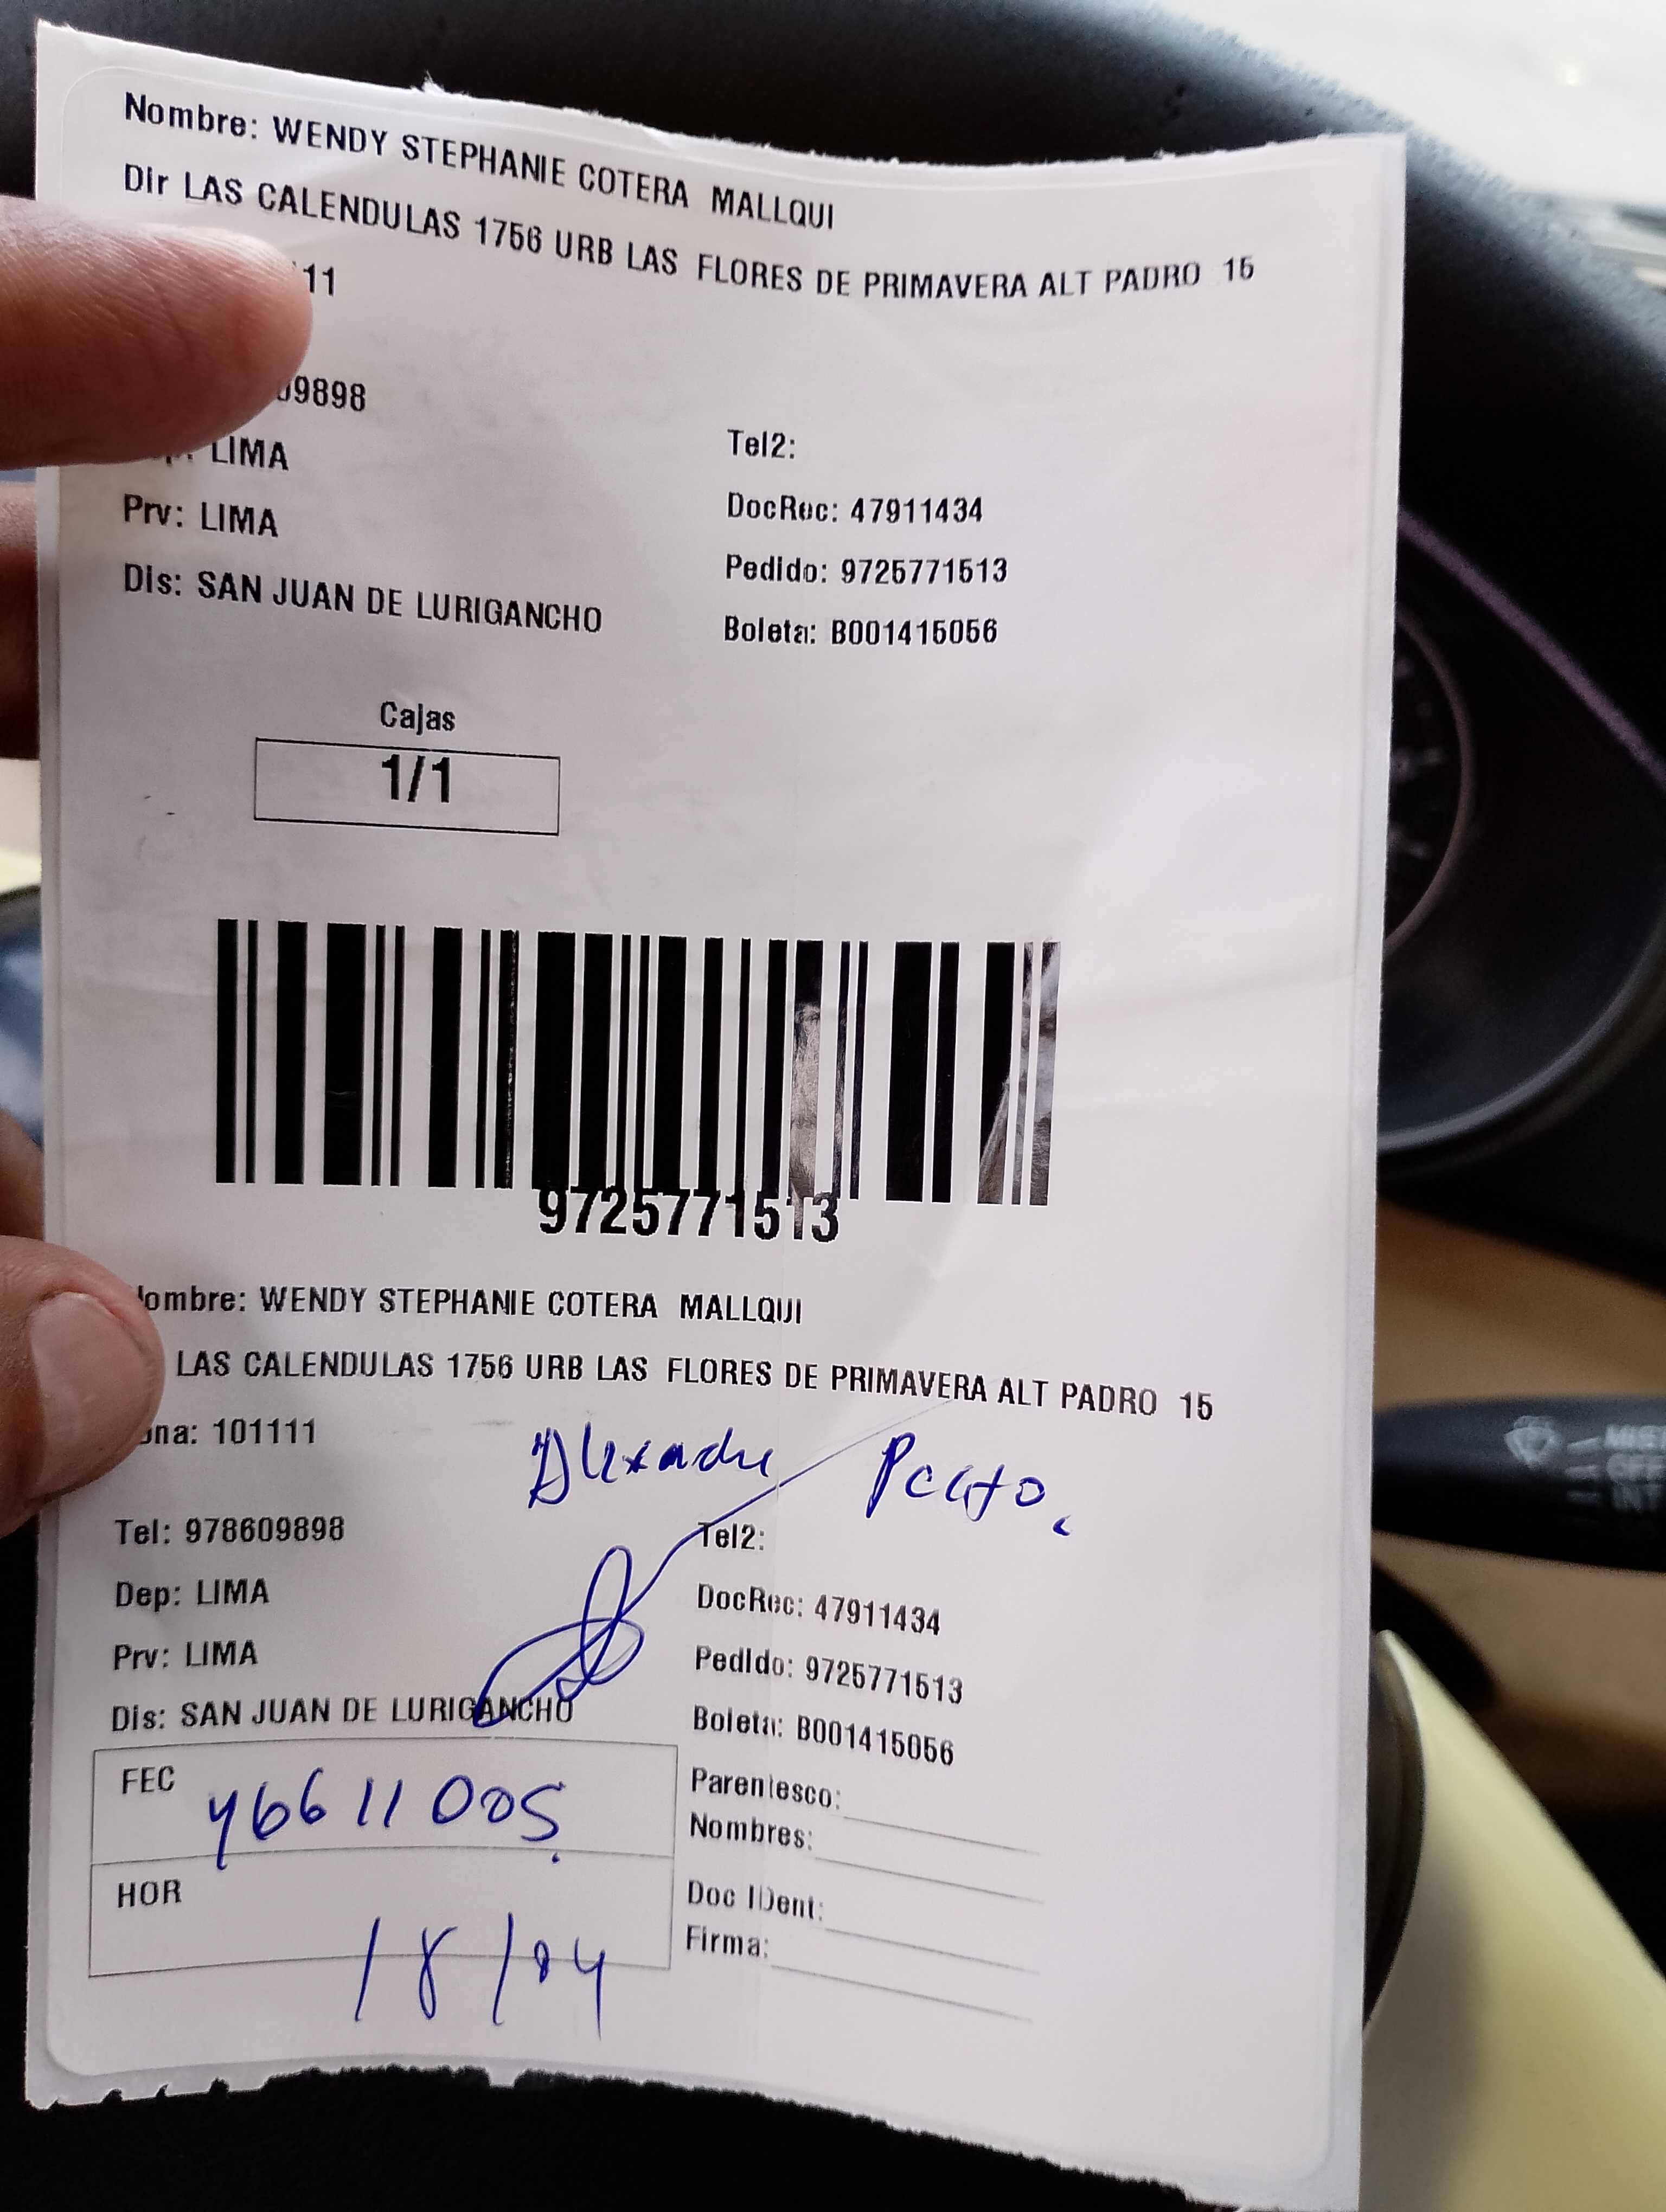 Nombre: WENDY STEPHANIE COTERA MALLQUI
Dir LAS CALENDULAS 1756 URB LAS FLORES DE PRIMAVERA ALT PADRO 15
11
09898
LIMA
Tel2:
Prv: LIMA
DocRec: 47911434
Dis: SAN JUAN DE LURIGANCHO
Pedido: 9725771513
Boleta: B001415056
Cajas
1/1
9725771513
Nombre: WENDY STEPHANIE COTERA MALLQUI
LAS CALENDULAS 1756 URB LAS FLORES DE PRIMAVERA ALT PADRO 15
ona: 101111
Tel: 978609898
Tel2:
Dep: LIMA
DocRec: 47911434
Prv: LIMA
Pedido: 9725771513
Dis: SAN JUAN DE LURIGANCHO
Boleta: B001415056
FEC 46611005
Parentesco:
Nombres:
HOR 18/04
Doc IDent:
Firma: